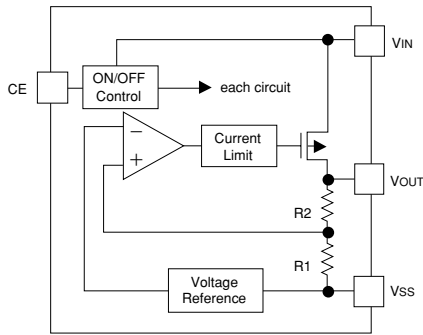 VIN
CE
ON/OFF
Control
each circuit
−
+
Current
Limit
VOUT
R2
R1
Voltage
Reference
VSS